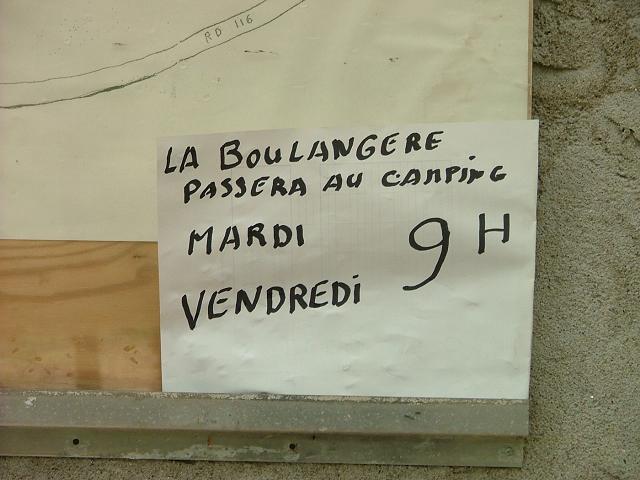 RD 116
LA BOULANGERE
PASSERA AU CAMPING
MARDI 9H
VENDREDI